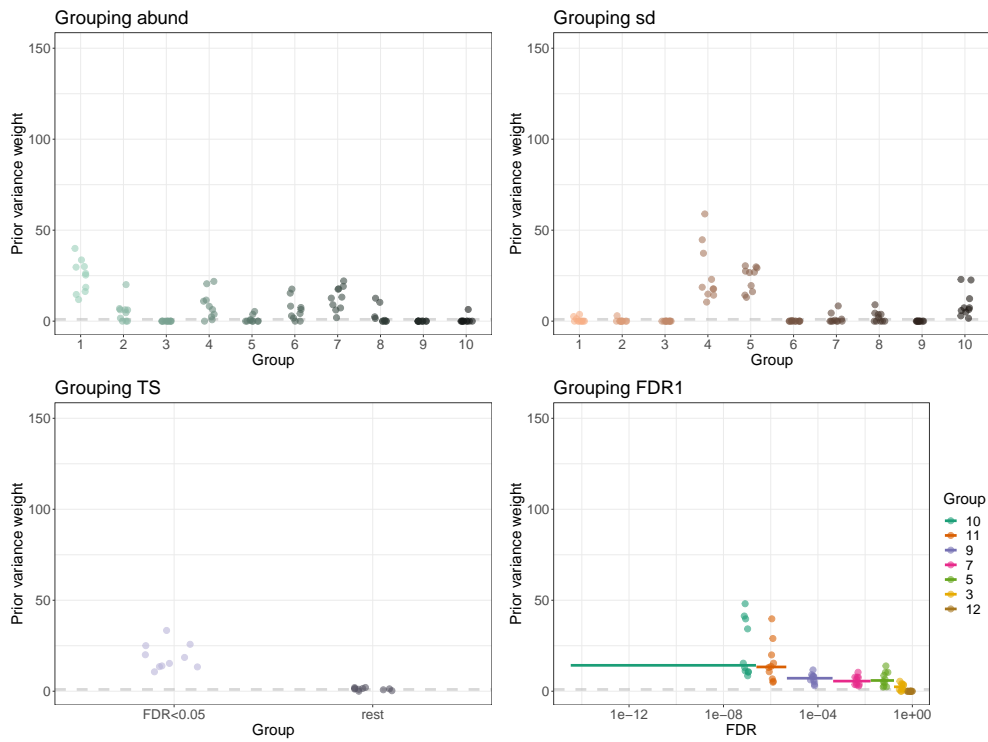 Grouping abund
Prior variance weight
150
100
50
0
1 2 3 4 5 6 7 8 9 10
Group
Grouping sd
Prior variance weight
150
100
50
0
1 2 3 4 5 6 7 8 9 10
Group
Grouping TS
Prior variance weight
150
100
50
0
FDR<0.05 rest
Group
Grouping FDR1
Prior variance weight
150
100
50
0
1e-12 1e-08 1e-04 1e+00
FDR
Group
10
11
9
7
5
3
12